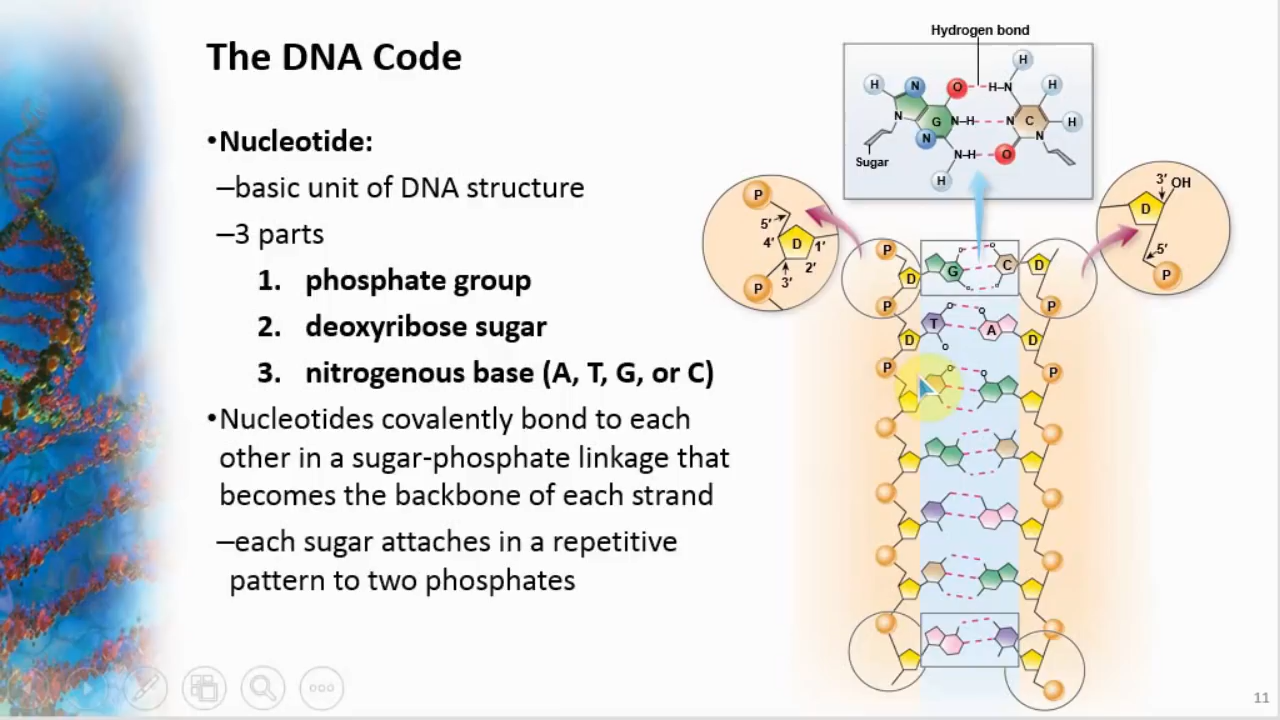 The DNA Code
•Nucleotide:
–basic unit of DNA structure
–3 parts
1. phosphate group
2. deoxyribose sugar
3. nitrogenous base (A, T, G, or C)
•Nucleotides covalently bond to each
other in a sugar-phosphate linkage that
becomes the backbone of each strand
–each sugar attaches in a repetitive
pattern to two phosphates
Hydrogen bond
H
H N O H–N H
N G N–H N C H
N N
Sugar N–H O
H
P
5′
4′ D 1′
2′
3′
P
3′ OH
D
5′
P
P G C D
D
P T A P
D D
P P
11